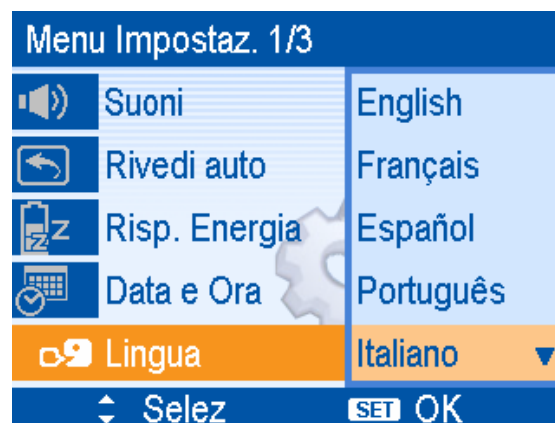 Menu Impostaz. 1/3
Suoni
English
Rivedi auto
Français
Risp. Energia
Español
Data e Ora
Português
Lingua
Italiano
Selez
SET OK